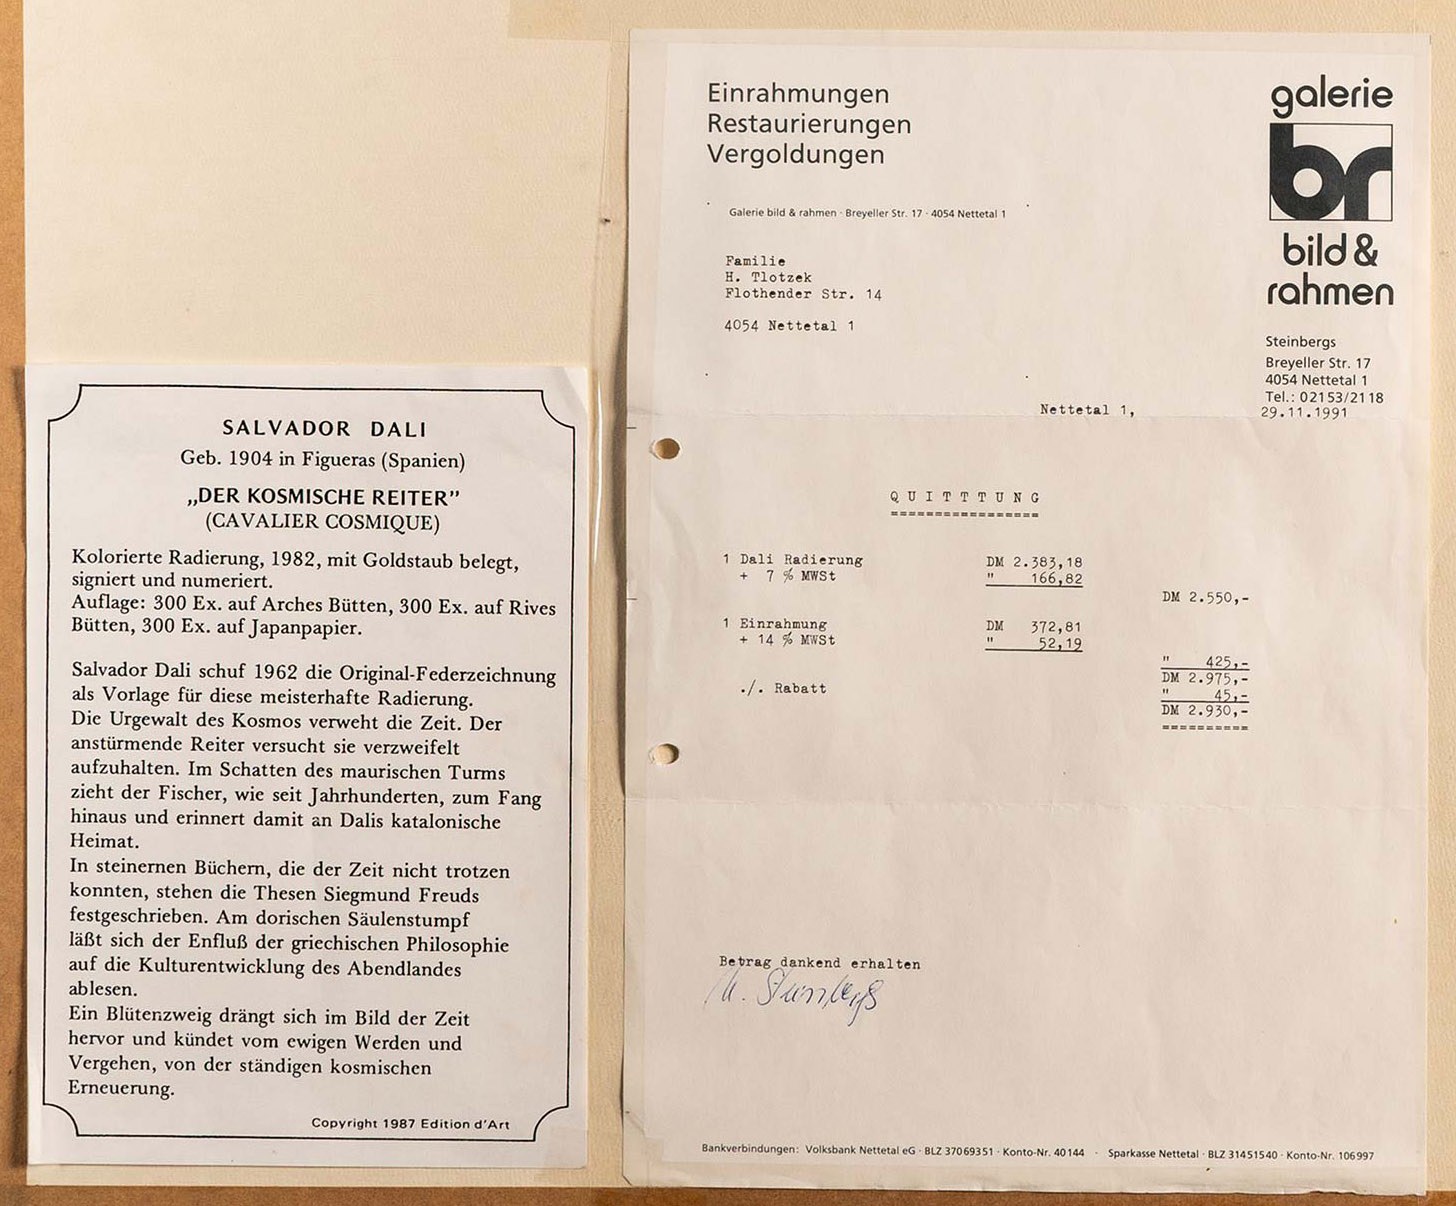 SALVADOR DALI
Geb. 1904 in Figueras (Spanien)
„DER KOSMISCHE REITER”
(CAVALIER COSMIQUE)
Kolorierte Radierung, 1982, mit Goldstaub belegt,
signiert und numeriert.
Auflage: 300 Ex. auf Arches Bütten, 300 Ex. auf Rives
Bütten, 300 Ex. auf Japanpapier.
Salvador Dali schuf 1962 die Original-Federzeichnung
als Vorlage für diese meisterhafte Radierung.
Die Urgewalt des Kosmos verweht die Zeit. Der
anstürmende Reiter versucht sie verzweifelt
aufzuhalten. Im Schatten des maurischen Turms
zieht der Fischer, wie seit Jahrhunderten, zum Fang
hinaus und erinnert damit an Dalis katalonische
Heimat.
In steinernen Büchern, die der Zeit nicht trotzen
konnten, stehen die Thesen Siegmund Freuds
festgeschrieben. Am dorischen Säulenstumpf
läßt sich der Enfluß der griechischen Philosophie
auf die Kulturentwicklung des Abendlandes
ablesen.
Ein Blütenzweig drängt sich im Bild der Zeit
hervor und kündet vom ewigen Werden und
Vergehen, von der ständigen kosmischen
Erneuerung.
Copyright 1987 Edition d'Art
Einrahmungen
Restaurierungen
Vergoldungen
galerie
br
bild &
rahmen
Galerie bild & rahmen · Breyeller Str. 17 · 4054 Nettetal 1
Familie
H. Tlotzek
Flothender Str. 14
4054 Nettetal 1
Steinbergs
Breyeller Str. 17
4054 Nettetal 1
Tel.: 02153/2118
Nettetal 1, 29.11.1991
QUITTTUNG
=================
1 Dali Radierung DM 2.383,18
+ 7 % MWSt " 166,82
DM 2.550,-
1 Einrahmung DM 372,81
+ 14 % MWSt " 52,19
" 425,-
DM 2.975,-
./. Rabatt " 45,-
DM 2.930,-
==========
Betrag dankend erhalten
M. Steinbergs
Bankverbindungen: Volksbank Nettetal eG · BLZ 37069351 · Konto-Nr. 40144 · Sparkasse Nettetal · BLZ 31451540 · Konto-Nr. 106997